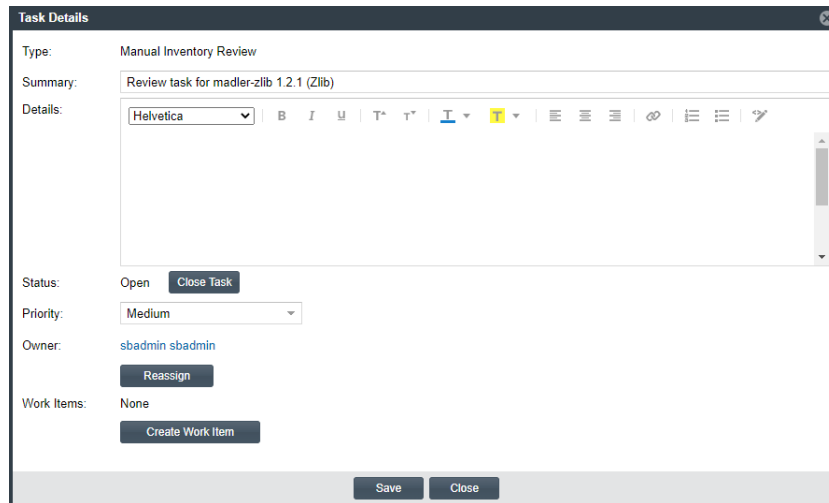 Task Details
Type: Manual Inventory Review
Summary: Review task for madler-zlib 1.2.1 (Zlib)
Details: Helvetica B I U T T T T
Status: Open Close Task
Priority: Medium
Owner: sbadmin sbadmin
Reassign
Work Items: None
Create Work Item
Save Close